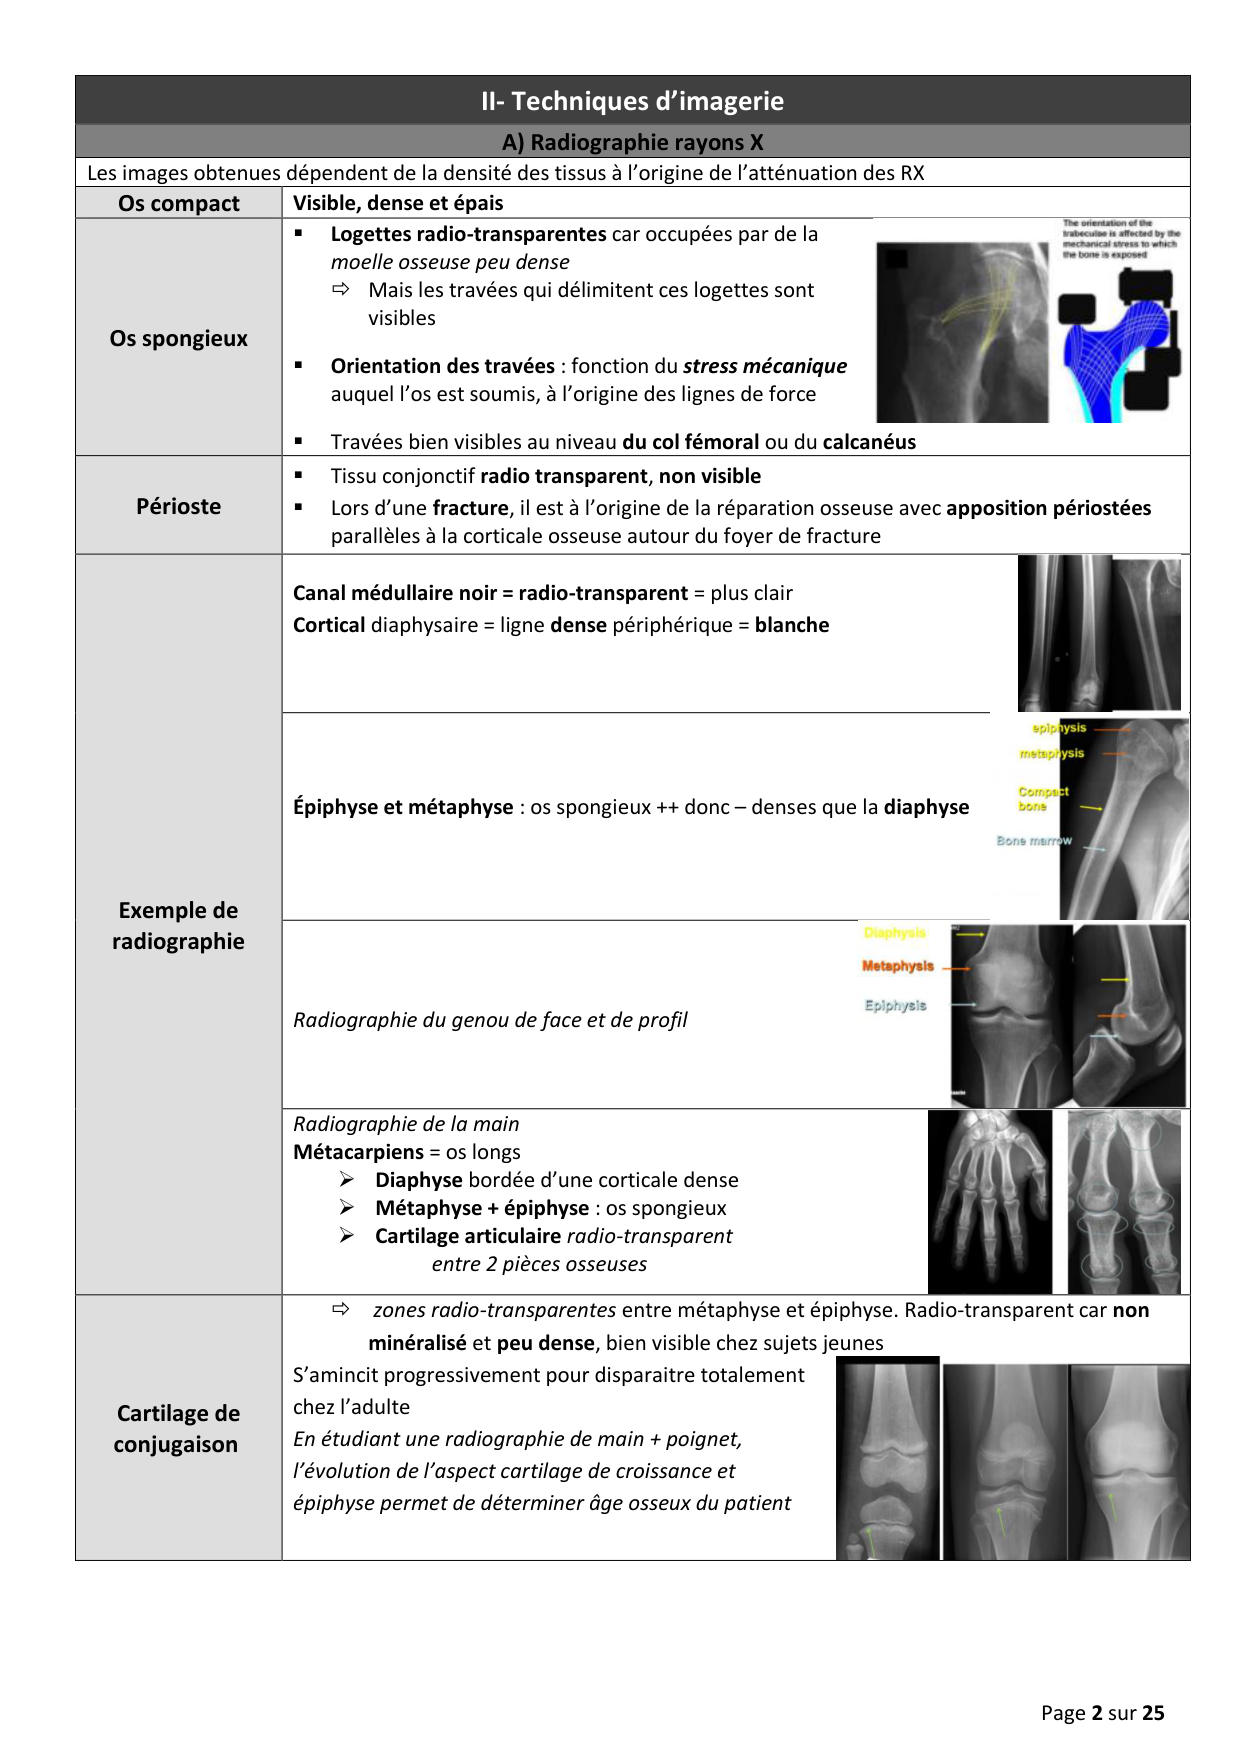 II- Techniques d’imagerie
A) Radiographie rayons X
Les images obtenues dépendent de la densité des tissus à l’origine de l’atténuation des RX
Os compact
Visible, dense et épais
Os spongieux
▪ Logettes radio-transparentes car occupées par de la
moelle osseuse peu dense
⇨ Mais les travées qui délimitent ces logettes sont
visibles
▪ Orientation des travées : fonction du stress mécanique
auquel l’os est soumis, à l’origine des lignes de force
▪ Travées bien visibles au niveau du col fémoral ou du calcanéus
The orientation of the
trabeculae is affected by the
mechanical stress to which
the bone is exposed
Périoste
▪ Tissu conjonctif radio transparent, non visible
▪ Lors d’une fracture, il est à l’origine de la réparation osseuse avec apposition périostées
parallèles à la corticale osseuse autour du foyer de fracture
Exemple de
radiographie
Canal médullaire noir = radio-transparent = plus clair
Cortical diaphysaire = ligne dense périphérique = blanche
Épiphyse et métaphyse : os spongieux ++ donc – denses que la diaphyse
epiphysis
metaphysis
Compact
bone
Bone marrow
Radiographie du genou de face et de profil
Diaphysis
Metaphysis
Epiphysis
Radiographie de la main
Métacarpiens = os longs
➢ Diaphyse bordée d’une corticale dense
➢ Métaphyse + épiphyse : os spongieux
➢ Cartilage articulaire radio-transparent
entre 2 pièces osseuses
Cartilage de
conjugaison
⇨ zones radio-transparentes entre métaphyse et épiphyse. Radio-transparent car non
minéralisé et peu dense, bien visible chez sujets jeunes
S’amincit progressivement pour disparaitre totalement
chez l’adulte
En étudiant une radiographie de main + poignet,
l’évolution de l’aspect cartilage de croissance et
épiphyse permet de déterminer âge osseux du patient
Page 2 sur 25